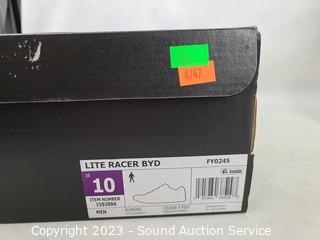 4747
LITE RACER BYD
FY0245
US
10
ITEM NUMBER
1592884
MEN
RUNNING
COURSE A PIED
Inside
Copyright - 2023 - Sound Auction Service